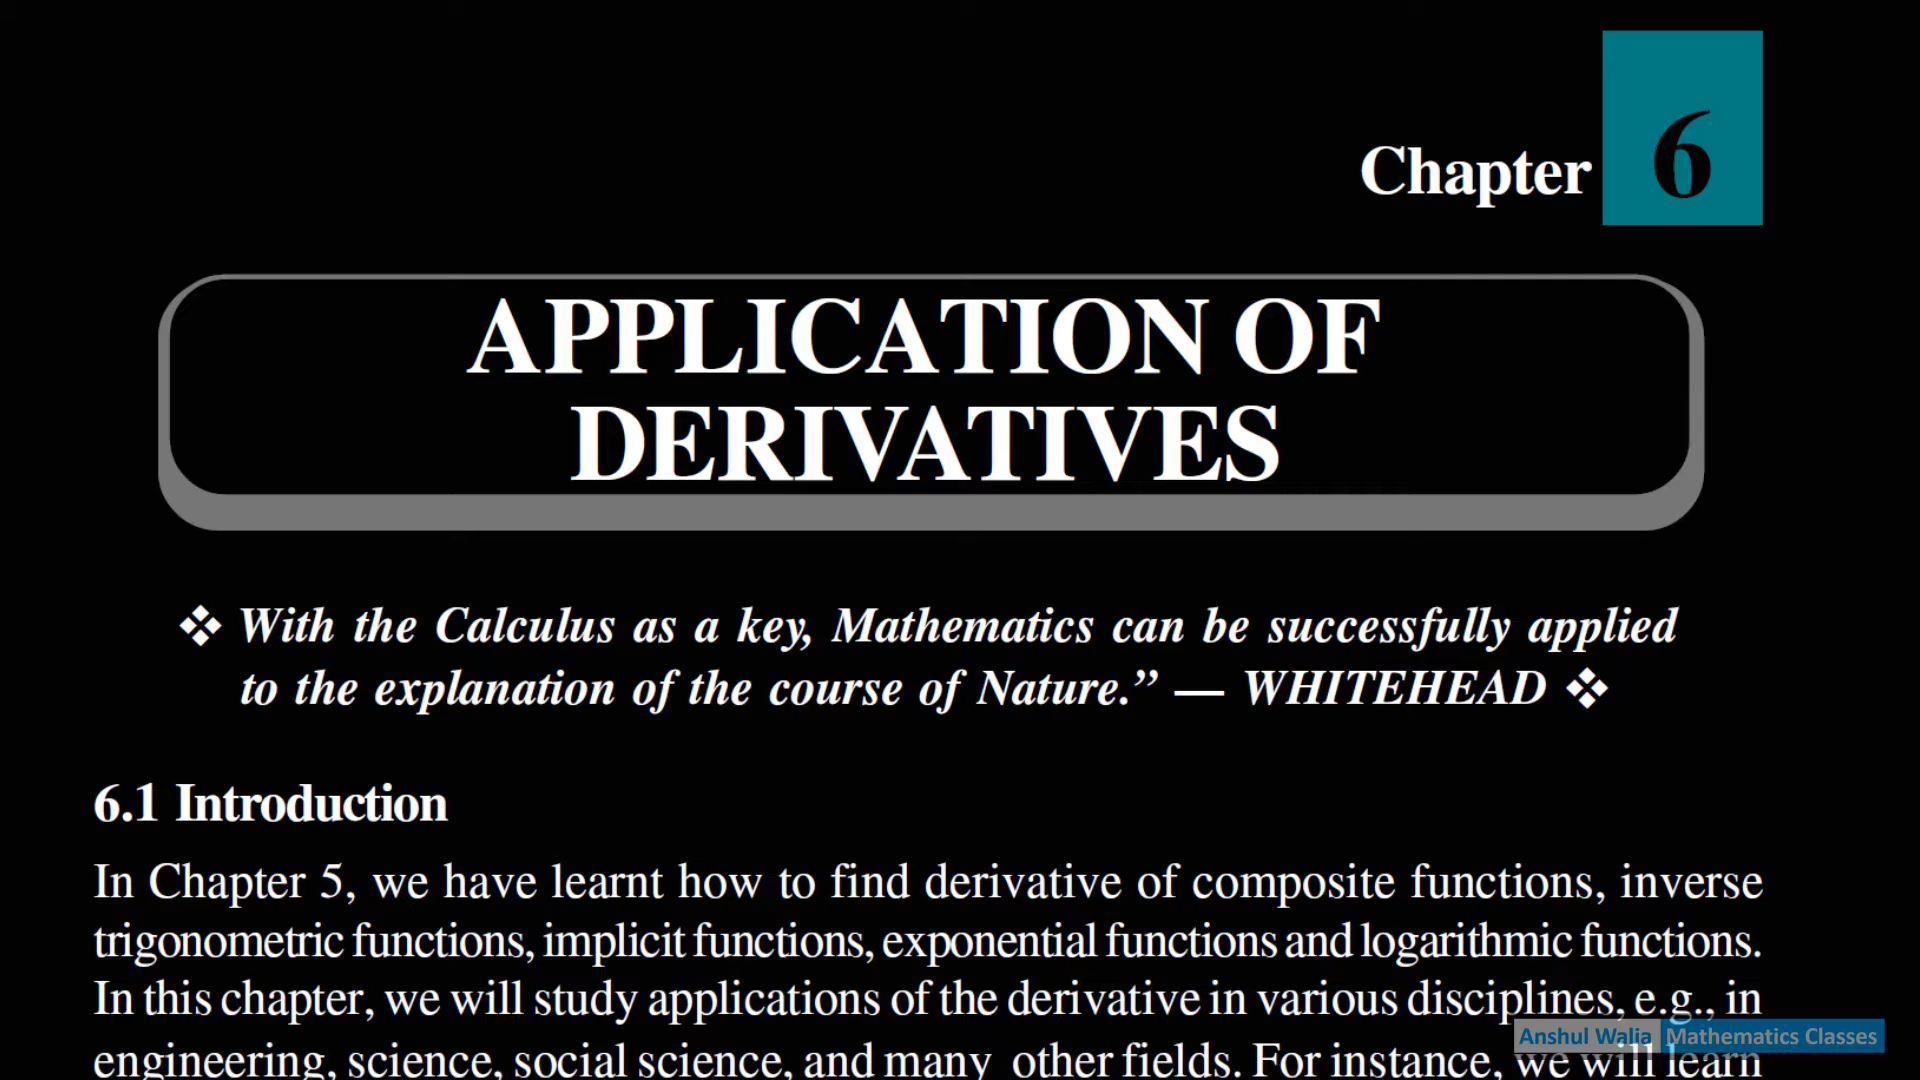 Chapter 6
APPLICATION OF
DERIVATIVES
❖ With the Calculus as a key, Mathematics can be successfully applied
to the explanation of the course of Nature.” — WHITEHEAD ❖
6.1 Introduction
In Chapter 5, we have learnt how to find derivative of composite functions, inverse
trigonometric functions, implicit functions, exponential functions and logarithmic functions.
In this chapter, we will study applications of the derivative in various disciplines, e.g., in
engineering, science, social science, and many other fields. For instance, we will learn
Anshul Walia Mathematics Classes